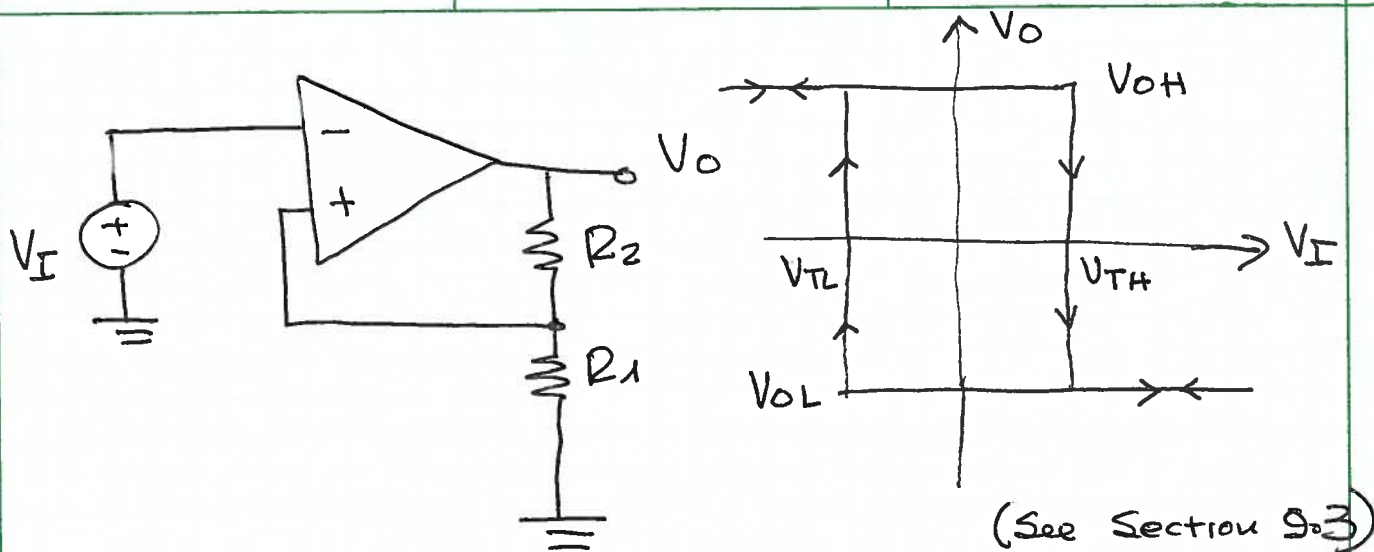 VO
VOH
−
VO
+
R2
VI
+
−
VTL
VTH
VI
R1
VOL
(See Section 9.3)